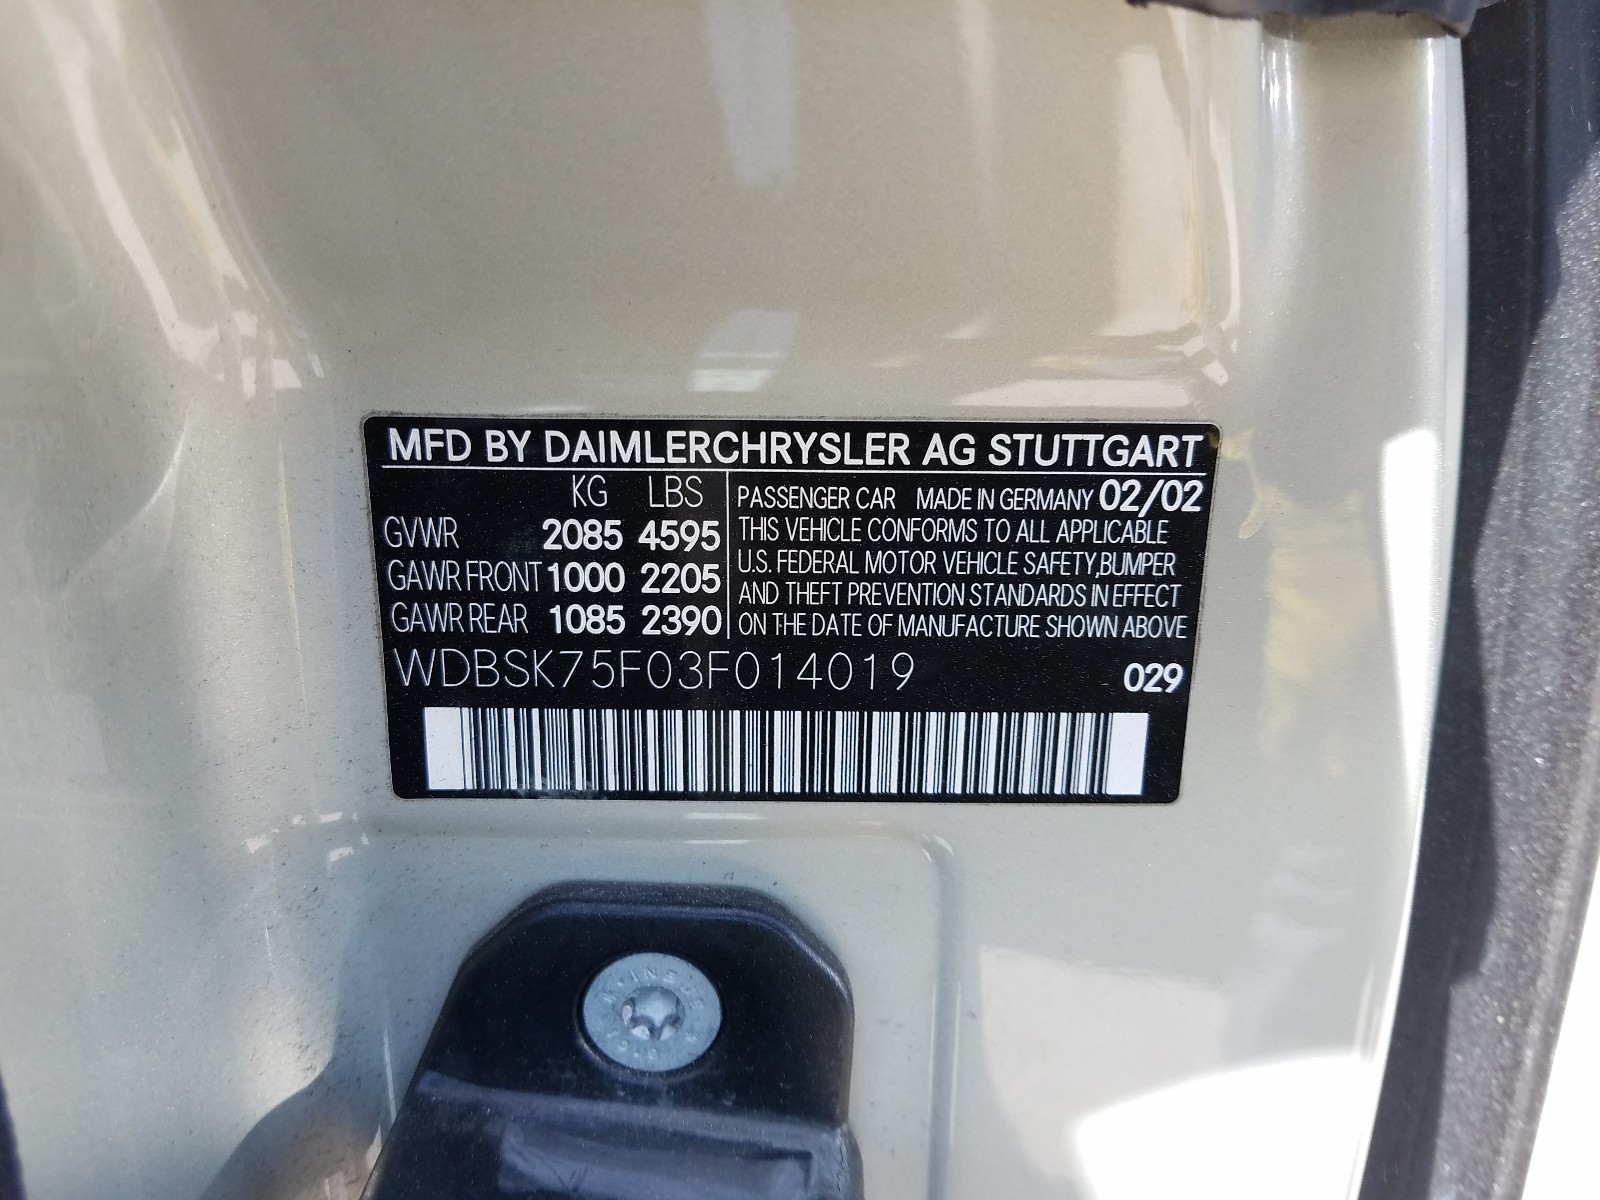 MFD BY DAIMLERCHRYSLER AG STUTTGART
KG LBS
GVWR 2085 4595
GAWR FRONT 1000 2205
GAWR REAR 1085 2390
PASSENGER CAR MADE IN GERMANY 02/02
THIS VEHICLE CONFORMS TO ALL APPLICABLE
U.S. FEDERAL MOTOR VEHICLE SAFETY, BUMPER
AND THEFT PREVENTION STANDARDS IN EFFECT
ON THE DATE OF MANUFACTURE SHOWN ABOVE
WDBSK75F03F014019 029